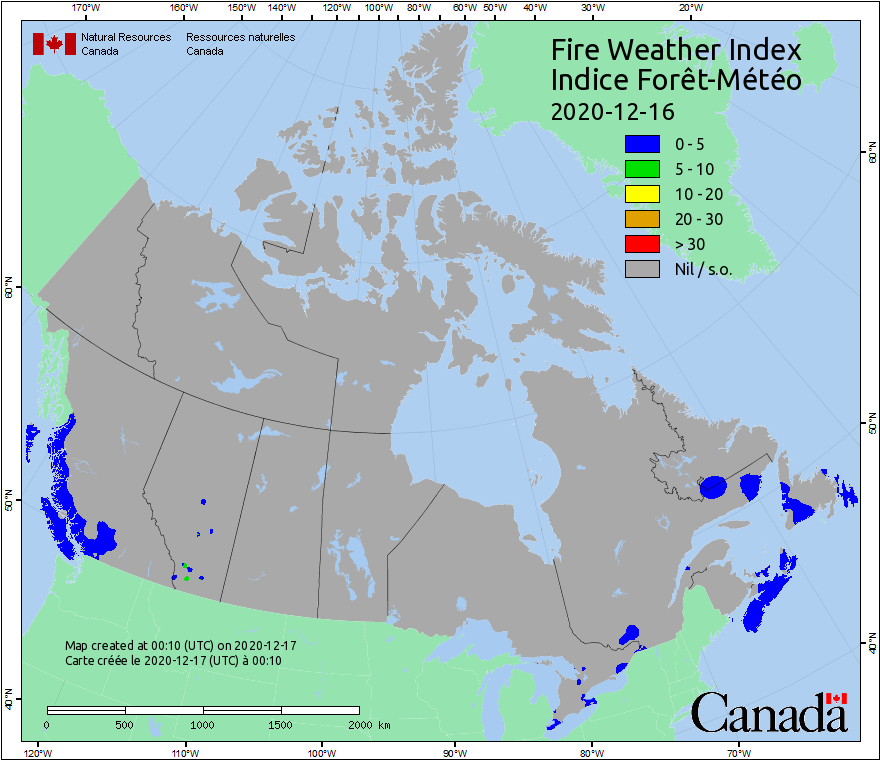 170°W 160°W 150°W 140°W 130°W 120°W 110°W 100°W 90°W 80°W 70°W 60°W 50°W 40°W 30°W 20°W
Natural Resources Ressources naturelles
Canada Canada
Fire Weather Index
Indice Forêt-Météo
2020-12-16
0 - 5
5 - 10
10 - 20
20 - 30
> 30
Nil / s.o.
60°N
60°N
50°N
50°N
40°N
40°N
Map created at 00:10 (UTC) on 2020-12-17
Carte créée le 2020-12-17 (UTC) à 00:10
0 500 1000 1500 2000 km
Canada
120°W 110°W 100°W 90°W 80°W 70°W